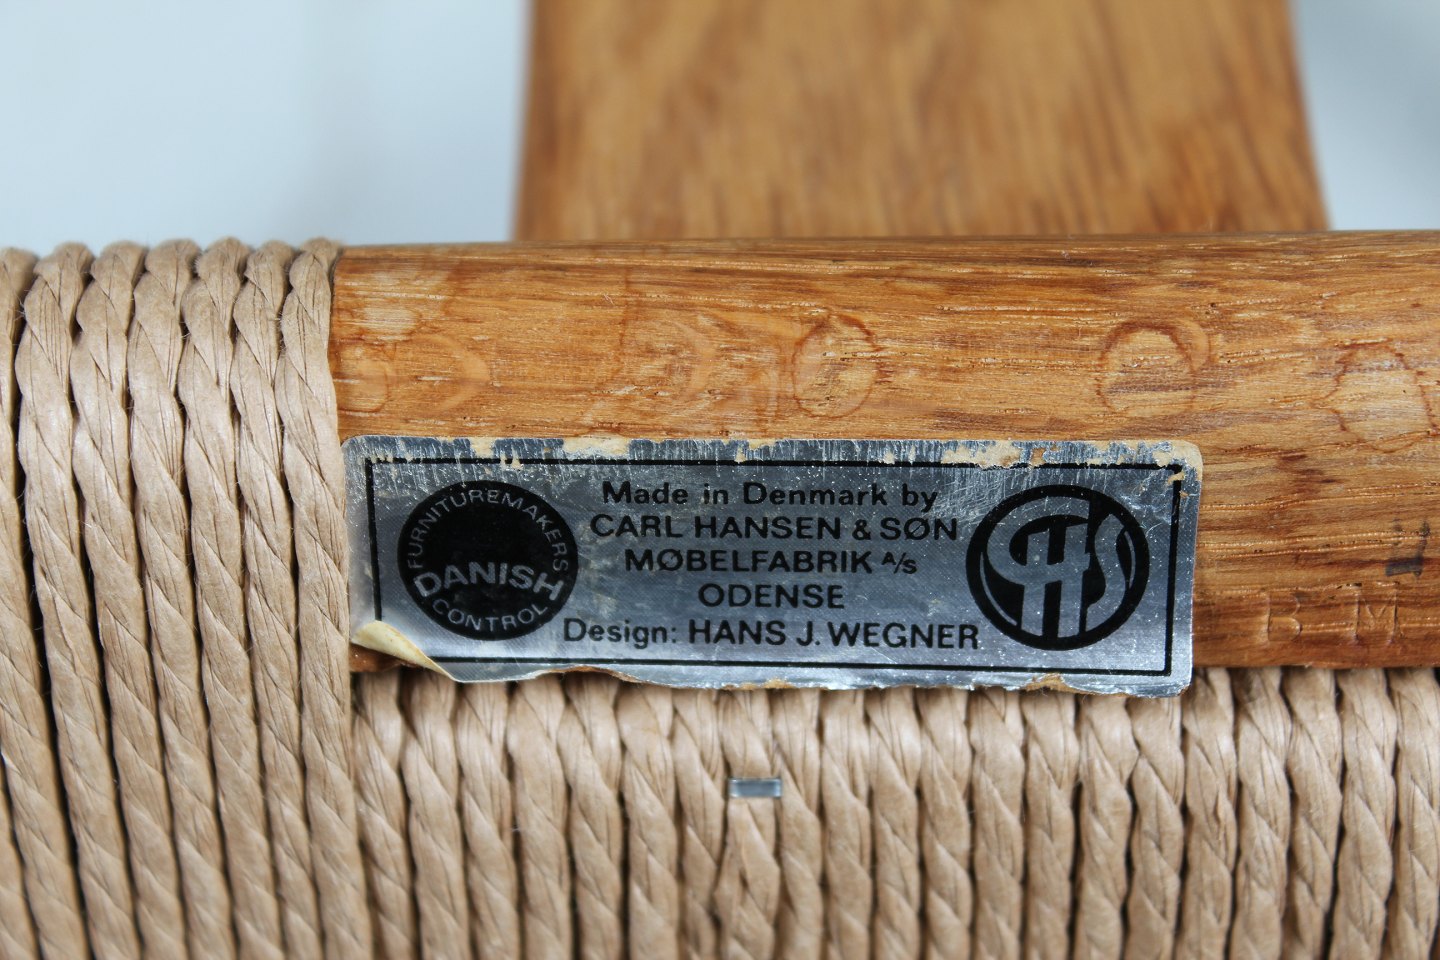 FURNITUREMAKERS
DANISH
CONTROL
Made in Denmark by
CARL HANSEN & SØN
MØBELFABRIK A/S
ODENSE
Design: HANS J. WEGNER
CHS